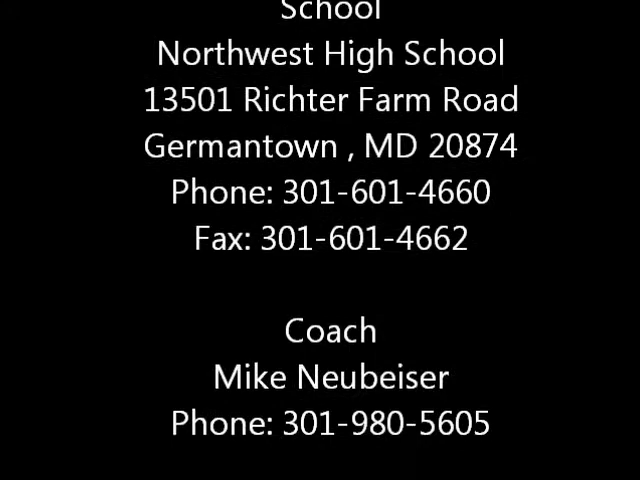 School
Northwest High School
13501 Richter Farm Road
Germantown , MD 20874
Phone: 301-601-4660
Fax: 301-601-4662
Coach
Mike Neubeiser
Phone: 301-980-5605